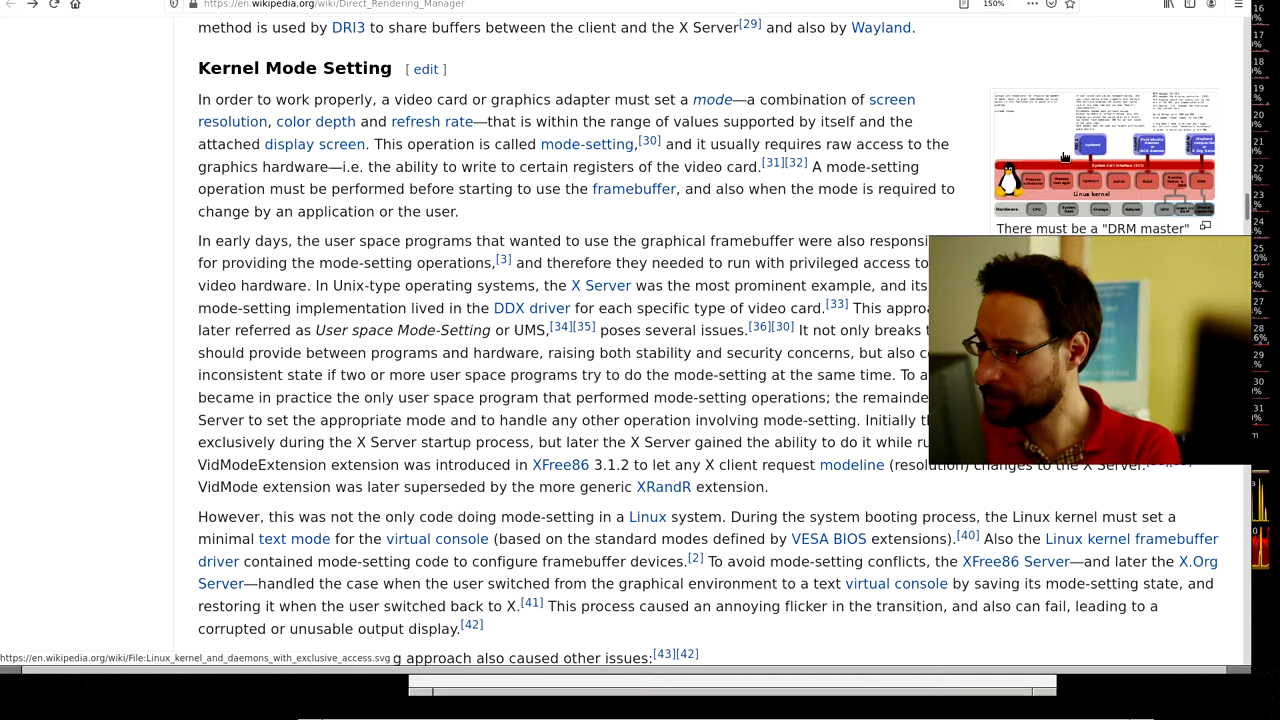 https://en.wikipedia.org/wiki/Direct_Rendering_Manager
150%
method is used by DRI3 to share buffers between the client and the X Server[29] and also by Wayland.
Kernel Mode Setting [ edit ]
In order to work properly, a video card or graphics adapter must set a mode—a combination of screen
resolution, color depth and refresh —that is within the range of values supported by itself and the
attached display screen. This operation is called mode-setting,[30] and it usually requires raw access to the
graphics hardware—i.e. the ability to write to certain registers of the video card.[31][32] A mode-setting
operation must be performed before starting to use the framebuffer, and also when the mode is required to
change by an application or the user.
System Call Interface (SCI)
Linux kernel
Hardware
CPU
Storage
Network
GPU
There must be a "DRM master"
In early days, the user space programs that wanted to use the graphical framebuffer were also responsi
for providing the mode-setting operations,[3] and therefore they needed to run with privileged access to
video hardware. In Unix-type operating systems, the X Server was the most prominent example, and its
mode-setting implementation lived in the DDX driver for each specific type of video card.[33] This approa
later referred as User space Mode-Setting or UMS,[34][35] poses several issues.[36][30] It not only breaks t
should provide between programs and hardware, raising both stability and security concerns, but also c
inconsistent state if two or more user space programs try to do the mode-setting at the same time. To a
became in practice the only user space program that performed mode-setting operations; the remainde
Server to set the appropriate mode and to handle any other operation involving mode-setting. Initially th
exclusively during the X Server startup process, but later the X Server gained the ability to do it while ru
VidModeExtension extension was introduced in XFree86 3.1.2 to let any X client request modeline (resolution) changes to the X Server.
VidMode extension was later superseded by the more generic XRandR extension.
However, this was not the only code doing mode-setting in a Linux system. During the system booting process, the Linux kernel must set a
minimal text mode for the virtual console (based on the standard modes defined by VESA BIOS extensions).[40] Also the Linux kernel framebuffer
driver contained mode-setting code to configure framebuffer devices.[2] To avoid mode-setting conflicts, the XFree86 Server—and later the X.Org
Server—handled the case when the user switched from the graphical environment to a text virtual console by saving its mode-setting state, and
restoring it when the user switched back to X.[41] This process caused an annoying flicker in the transition, and also can fail, leading to a
corrupted or unusable output display.[42]
https://en.wikipedia.org/wiki/File:Linux_kernel_and_daemons_with_exclusive_access.svg g approach also caused other issues:[43][42]